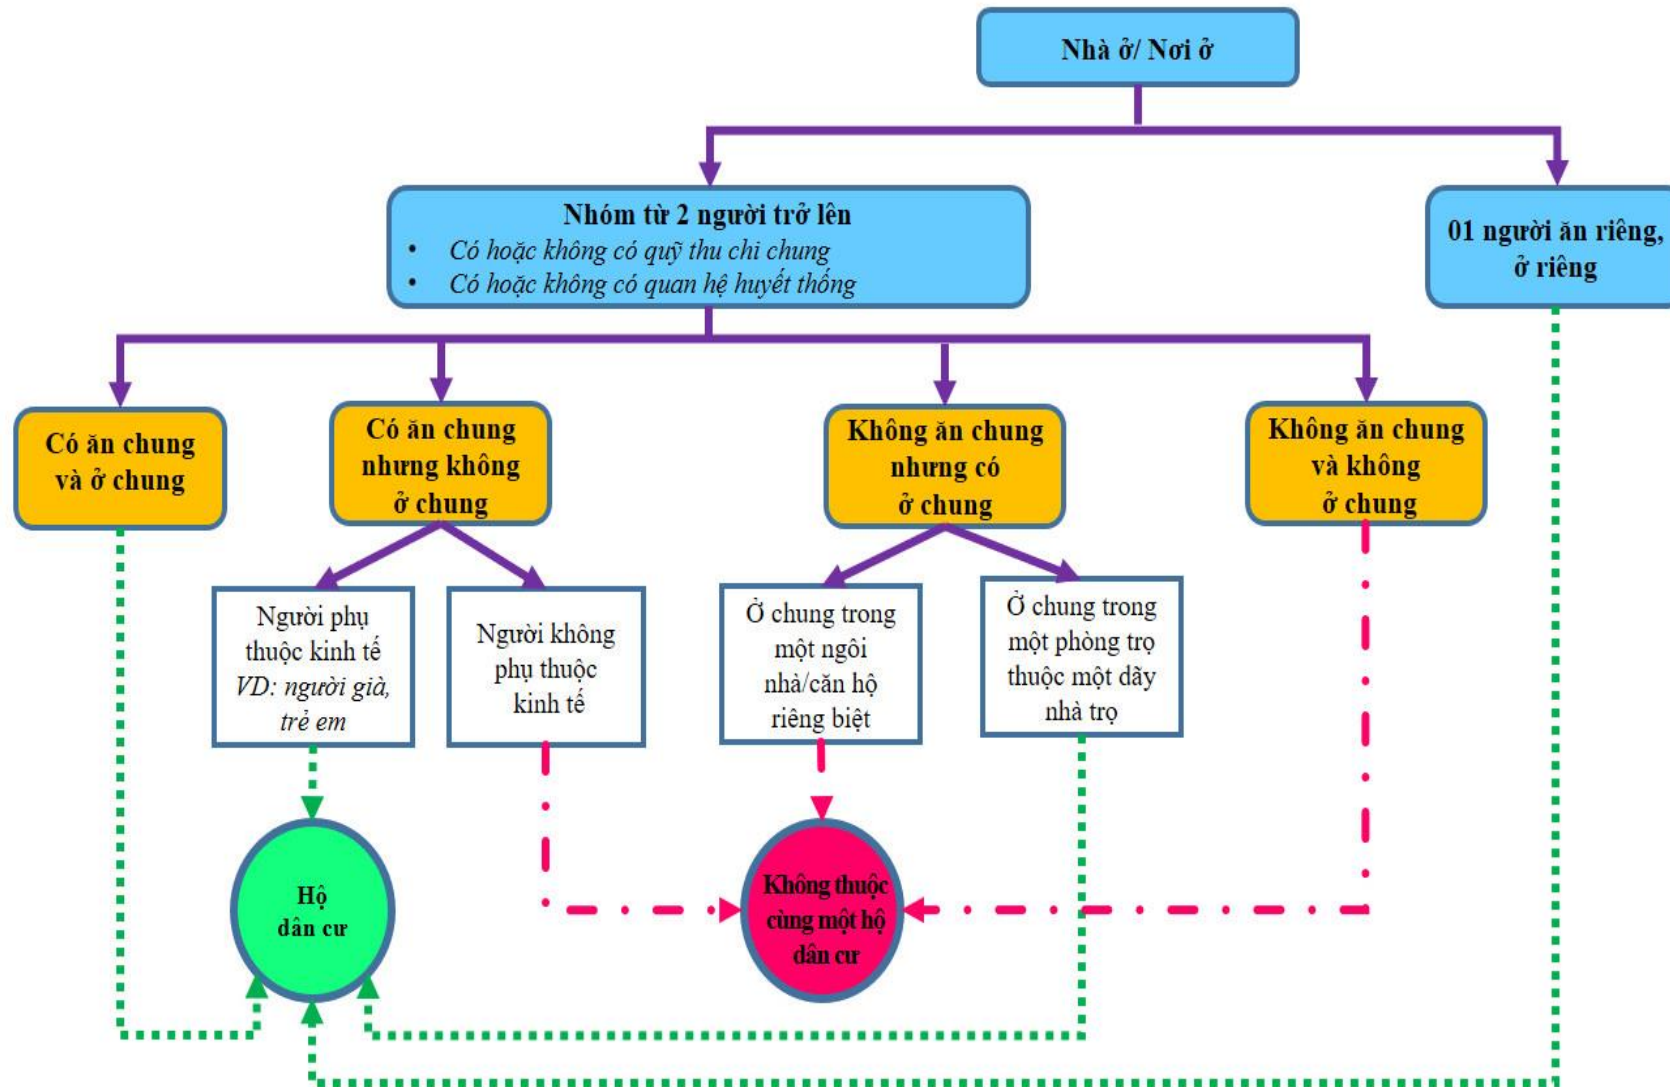 Nhà ở/ Nơi ở
Nhóm từ 2 người trở lên
• Có hoặc không có quỹ thu chi chung
• Có hoặc không có quan hệ huyết thống
01 người ăn riêng,
ở riêng
Có ăn chung
và ở chung
Có ăn chung
nhưng không
ở chung
Không ăn chung
nhưng có
ở chung
Không ăn chung
và không
ở chung
Người phụ
thuộc kinh tế
VD: người già,
trẻ em
Người không
phụ thuộc
kinh tế
Ở chung trong
một ngôi
nhà/căn hộ
riêng biệt
Ở chung trong
một phòng trọ
thuộc một dãy
nhà trọ
Hộ
dân cư
Không thuộc
cùng một hộ
dân cư